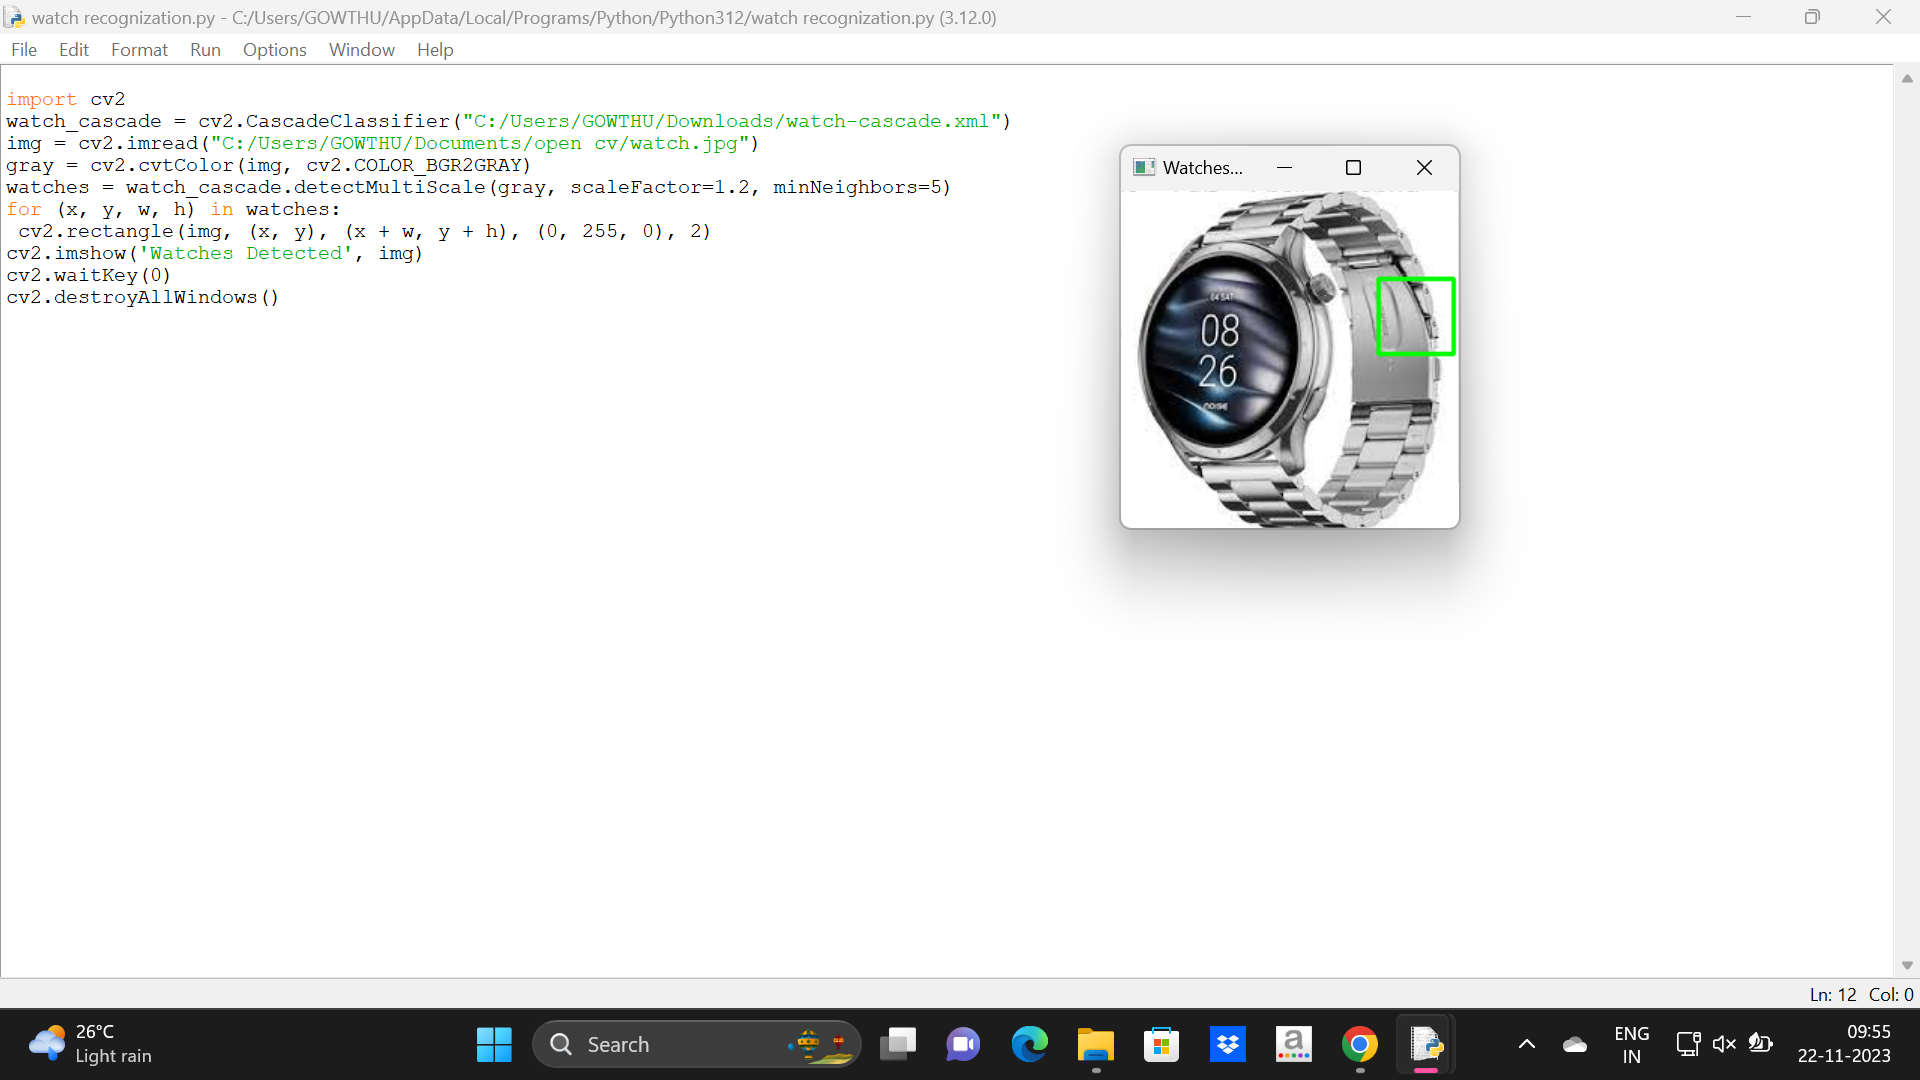 watch recognization.py - C:/Users/GOWTHU/AppData/Local/Programs/Python/Python312/watch recognization.py (3.12.0)
File Edit Format Run Options Window Help
import cv2
watch_cascade = cv2.CascadeClassifier("C:/Users/GOWTHU/Downloads/watch-cascade.xml")
img = cv2.imread("C:/Users/GOWTHU/Documents/open cv/watch.jpg")
gray = cv2.cvtColor(img, cv2.COLOR_BGR2GRAY)
watches = watch_cascade.detectMultiScale(gray, scaleFactor=1.2, minNeighbors=5)
for (x, y, w, h) in watches:
 cv2.rectangle(img, (x, y), (x + w, y + h), (0, 255, 0), 2)
cv2.imshow('Watches Detected', img)
cv2.waitKey(0)
cv2.destroyAllWindows()
Watches...
04 SAT
08
26
noise
Ln: 12 Col: 0
26°C
Light rain
Search
a
ENG
IN
09:55
22-11-2023